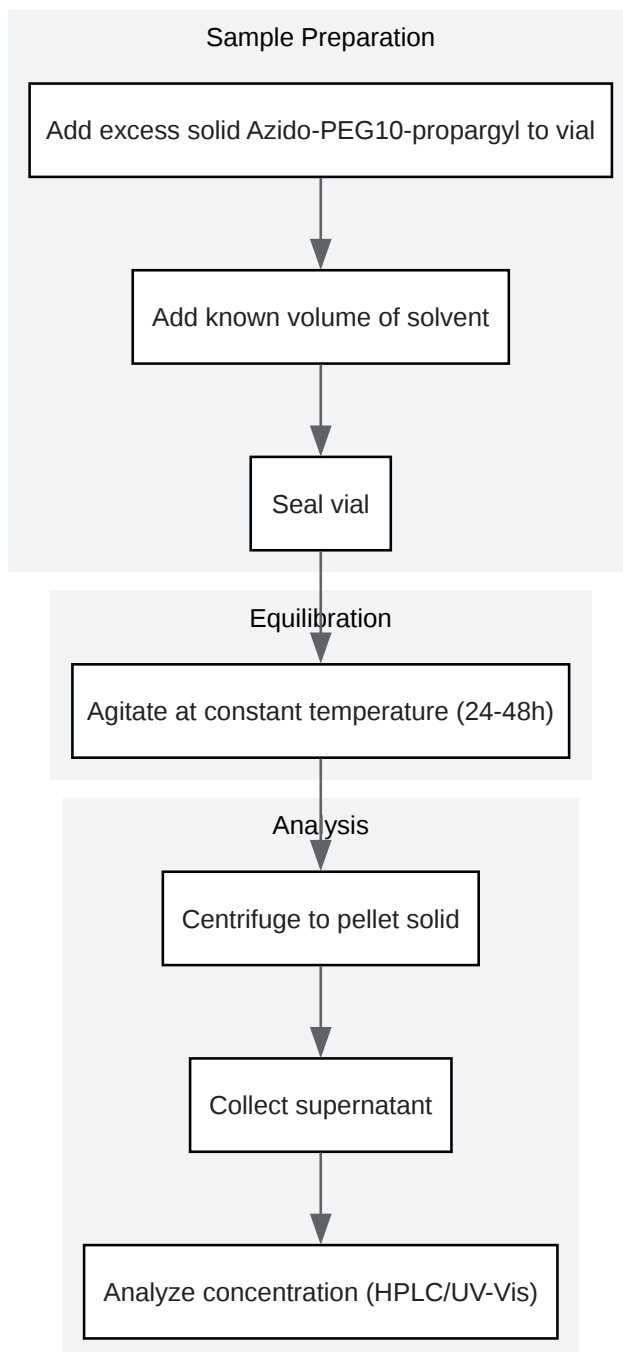 Sample Preparation
Add excess solid Azido-PEG10-propargyl to vial
Add known volume of solvent
Seal vial
Equilibration
Agitate at constant temperature (24-48h)
Analysis
Centrifuge to pellet solid
Collect supernatant
Analyze concentration (HPLC/UV-Vis)